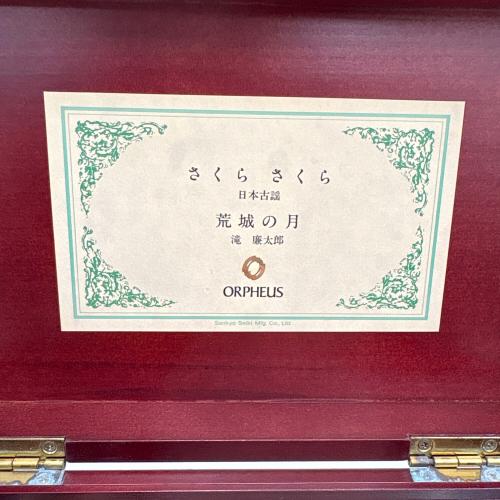 さくら さくら
日本古謡
荒城の月
滝 廉太郎
ORPHEUS
Sankyo Seiki Mfg. Co., Ltd.